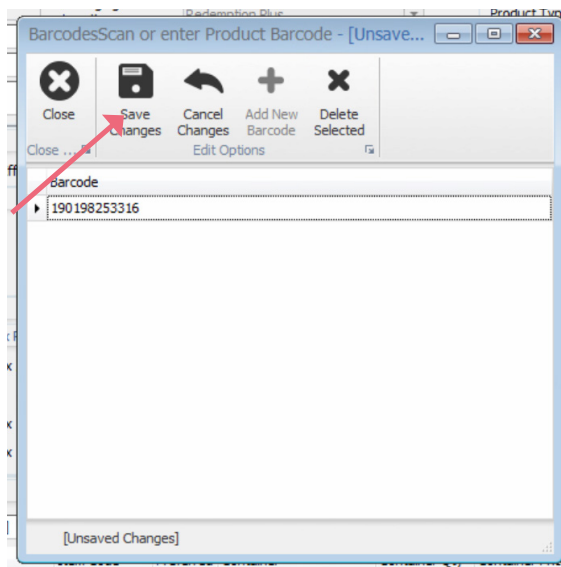 Redemption Plus
Product Typ
BarcodesScan or enter Product Barcode - [Unsave...
Close
Save Changes
Cancel Changes
Add New Barcode
Delete Selected
Close ...
Edit Options
Barcode
190198253316
[Unsaved Changes]